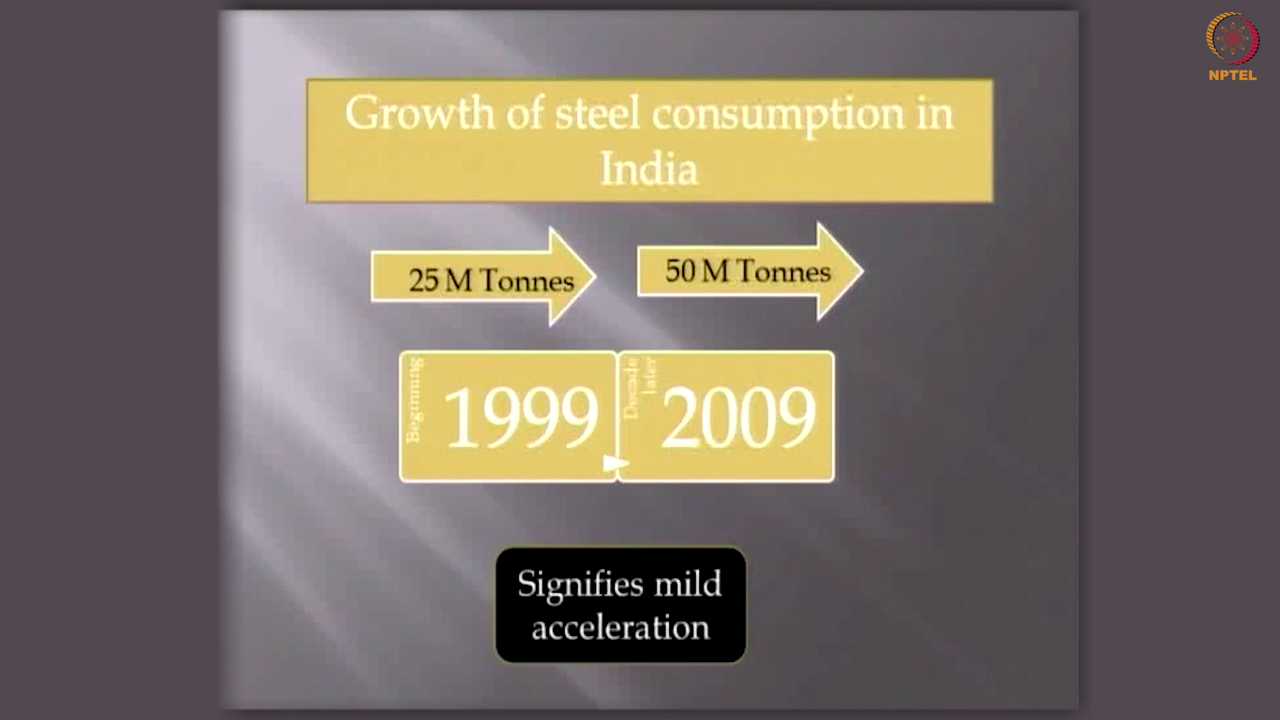 NPTEL
Growth of steel consumption in
India
25 M Tonnes
50 M Tonnes
Beginning
1999
Decade
later
2009
Signifies mild
acceleration